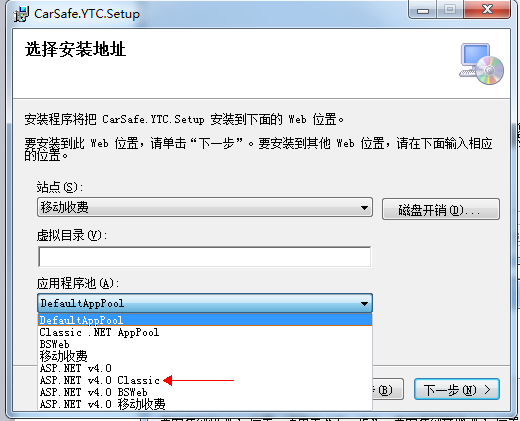 CarSafe.YTC.Setup
选择安装地址
安装程序将把 CarSafe.YTC.Setup 安装到下面的 Web 位置。
要安装到此 Web 位置，请单击“下一步”。要安装到其他 Web 位置，请在下面输入相应
的位置。
站点(S):
移动收费
磁盘开销(D)...
虚拟目录(V):
应用程序池(A):
DefaultAppPool
DefaultAppPool
Classic .NET AppPool
BSWeb
移动收费
ASP.NET v4.0
ASP.NET v4.0 Classic
ASP.NET v4.0 BSWeb
ASP.NET v4.0 移动收费
(B)
下一步(N) >